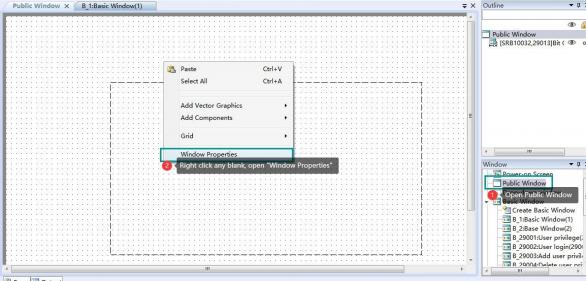 Public Window
B_1:Basic Window(1)
Outline
Public Window
[SRB10032,29013]Bit (
Paste Ctrl+V
Select All Ctrl+A
Add Vector Graphics
Add Components
Grid
Window Properties
2 Right click any blank, open "Window Properties"
Window
Power-on Screen
Public Window
1 Open Public Window
Basic Window
Create Basic Window
B_1:Basic Window(1)
B_2:Base Window(2)
B_29001:User privilege(
B_29002:User login(290
B_29003:Add user privil
B_29004:Delete user pri